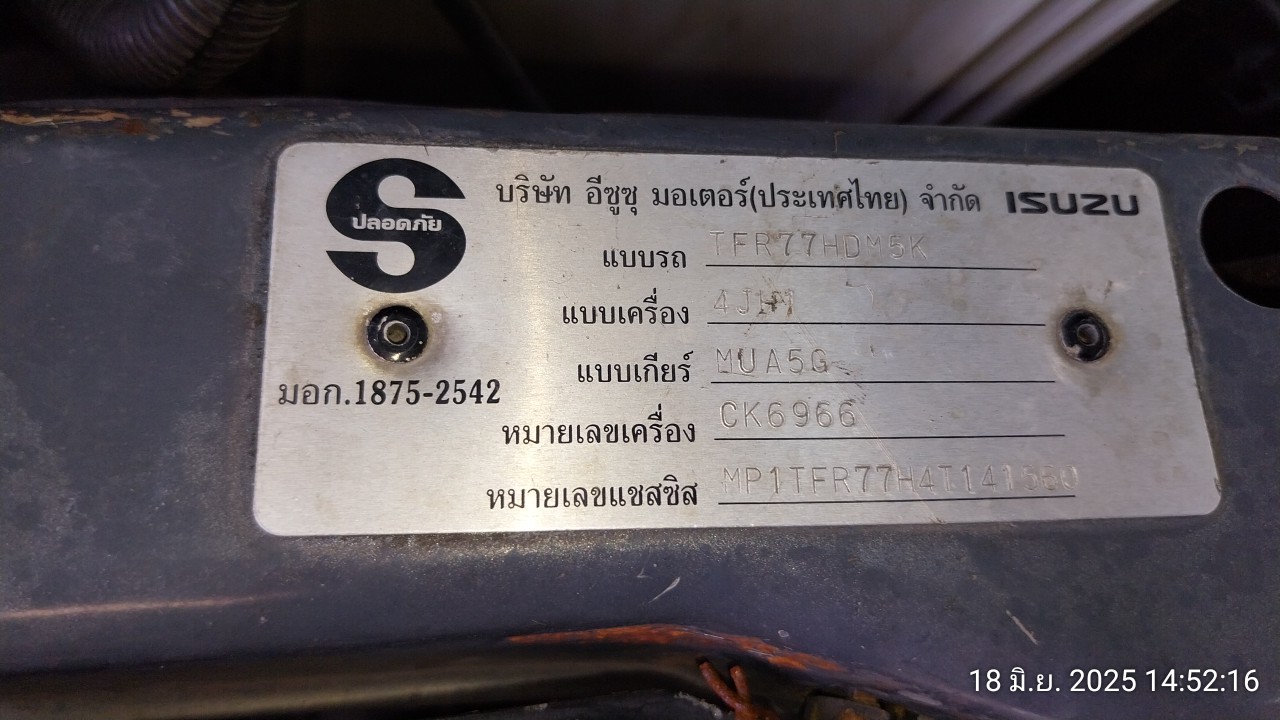 ปลอดภัย
มอก.1875-2542
บริษัท อีซูซุ มอเตอร์(ประเทศไทย) จำกัด ISUZU
แบบรถ TFR77HDM5K
แบบเครื่อง 4JH1
แบบเกียร์ MUA5G
หมายเลขเครื่อง CK6966
หมายเลขแชสซิส
18 มิ.ย. 2025 14:52:16